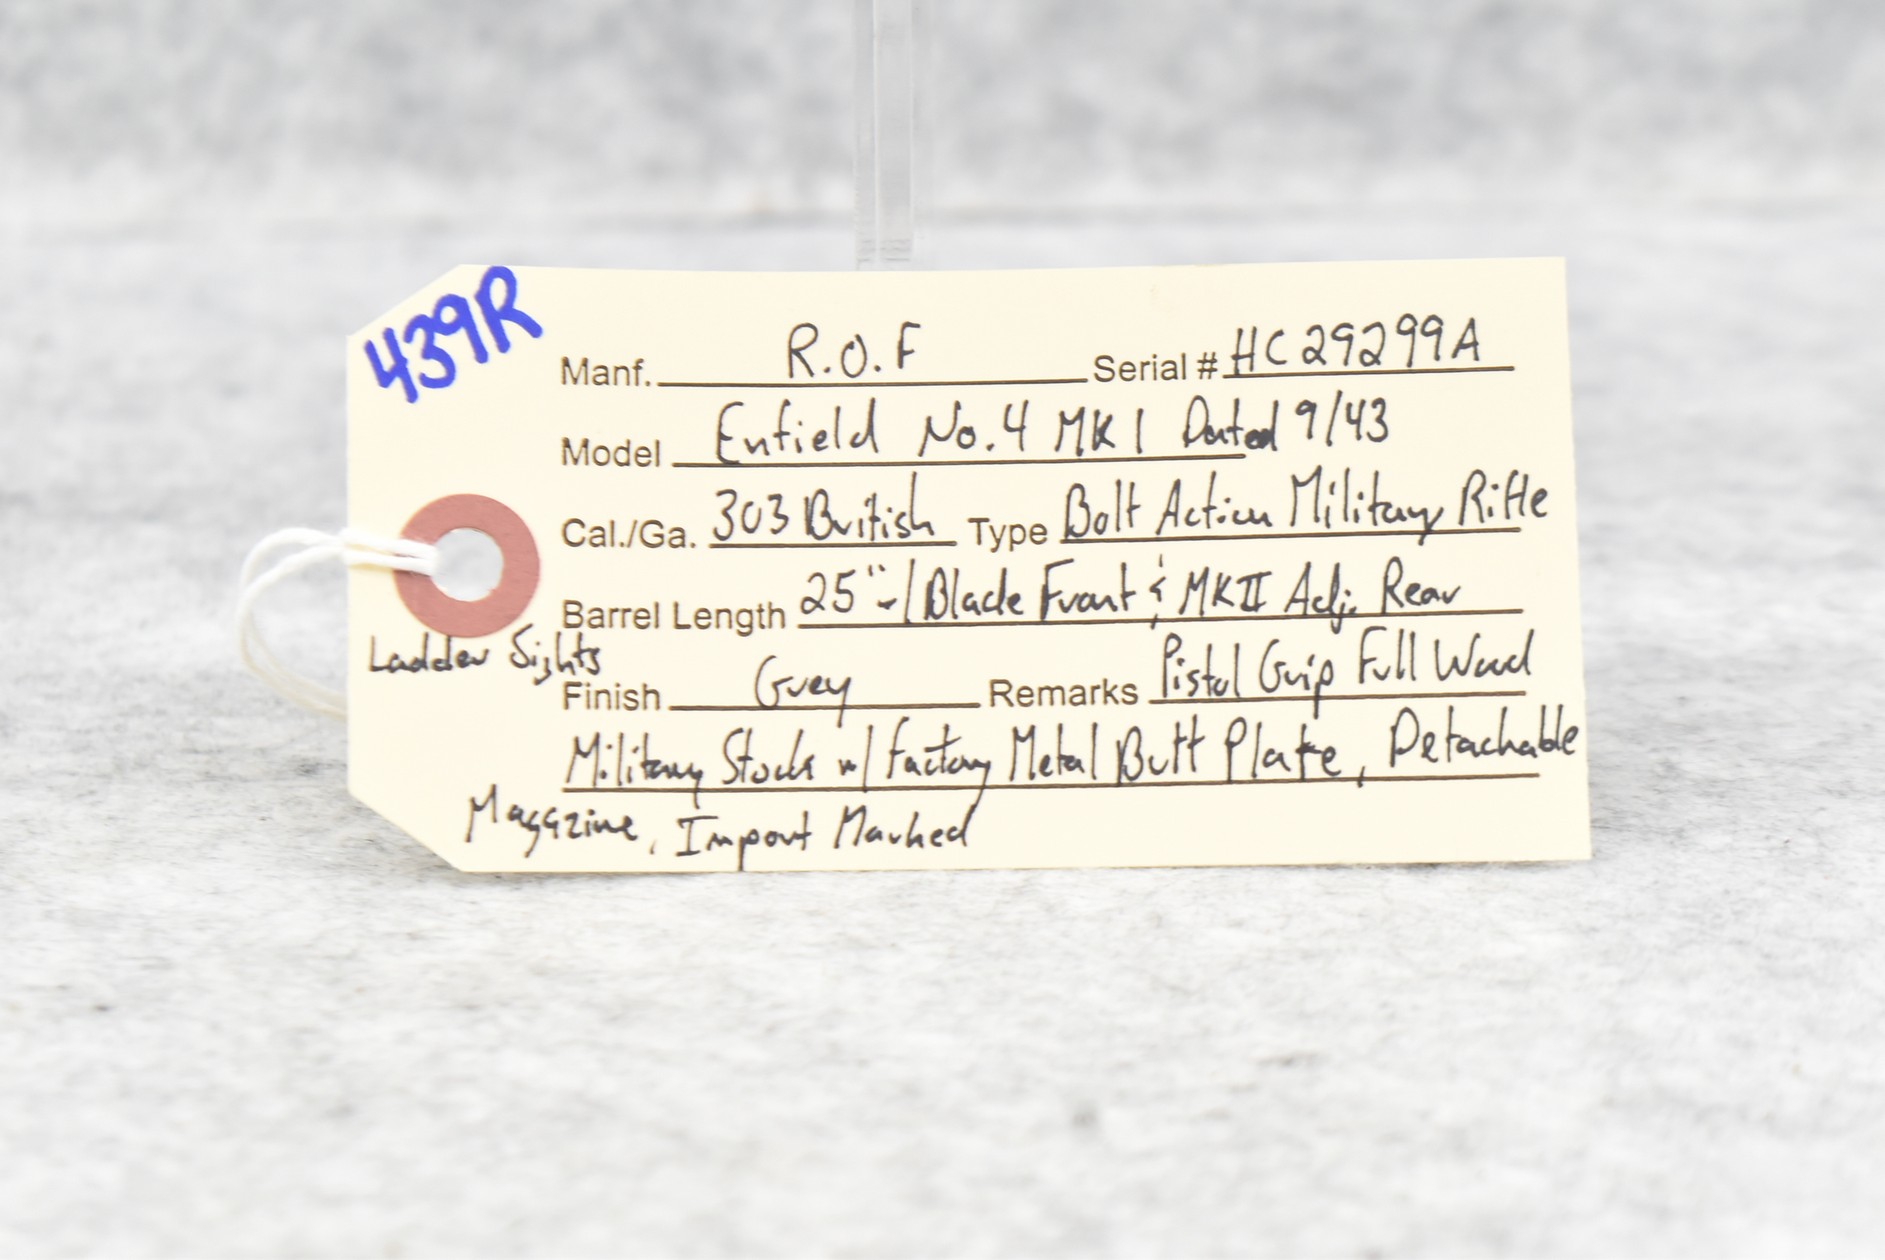 439R
Manf. R.O.F Serial # HC29299A
Model Enfield No.4 MK I Dated 9/43
Cal./Ga. 303 British Type Bolt Action Military Rifle
Barrel Length 25" w/ Blade Front & MKII Adj. Rear
Ladder Sights
Finish Grey Remarks Pistol Grip Full Wood
Military Stock w/ Factory Metal Butt Plate, Detachable
Magazine, Import Marked